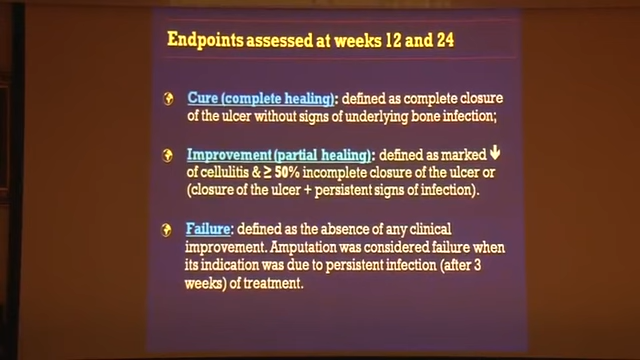 Endpoints assessed at weeks 12 and 24
Cure (complete healing): defined as complete closure
of the ulcer without signs of underlying bone infection;
Improvement (partial healing): defined as marked ↓
of cellulitis & ≥ 50% incomplete closure of the ulcer or
(closure of the ulcer + persistent signs of infection).
Failure: defined as the absence of any clinical
improvement. Amputation was considered failure when
its indication was due to persistent infection (after 3
weeks) of treatment.